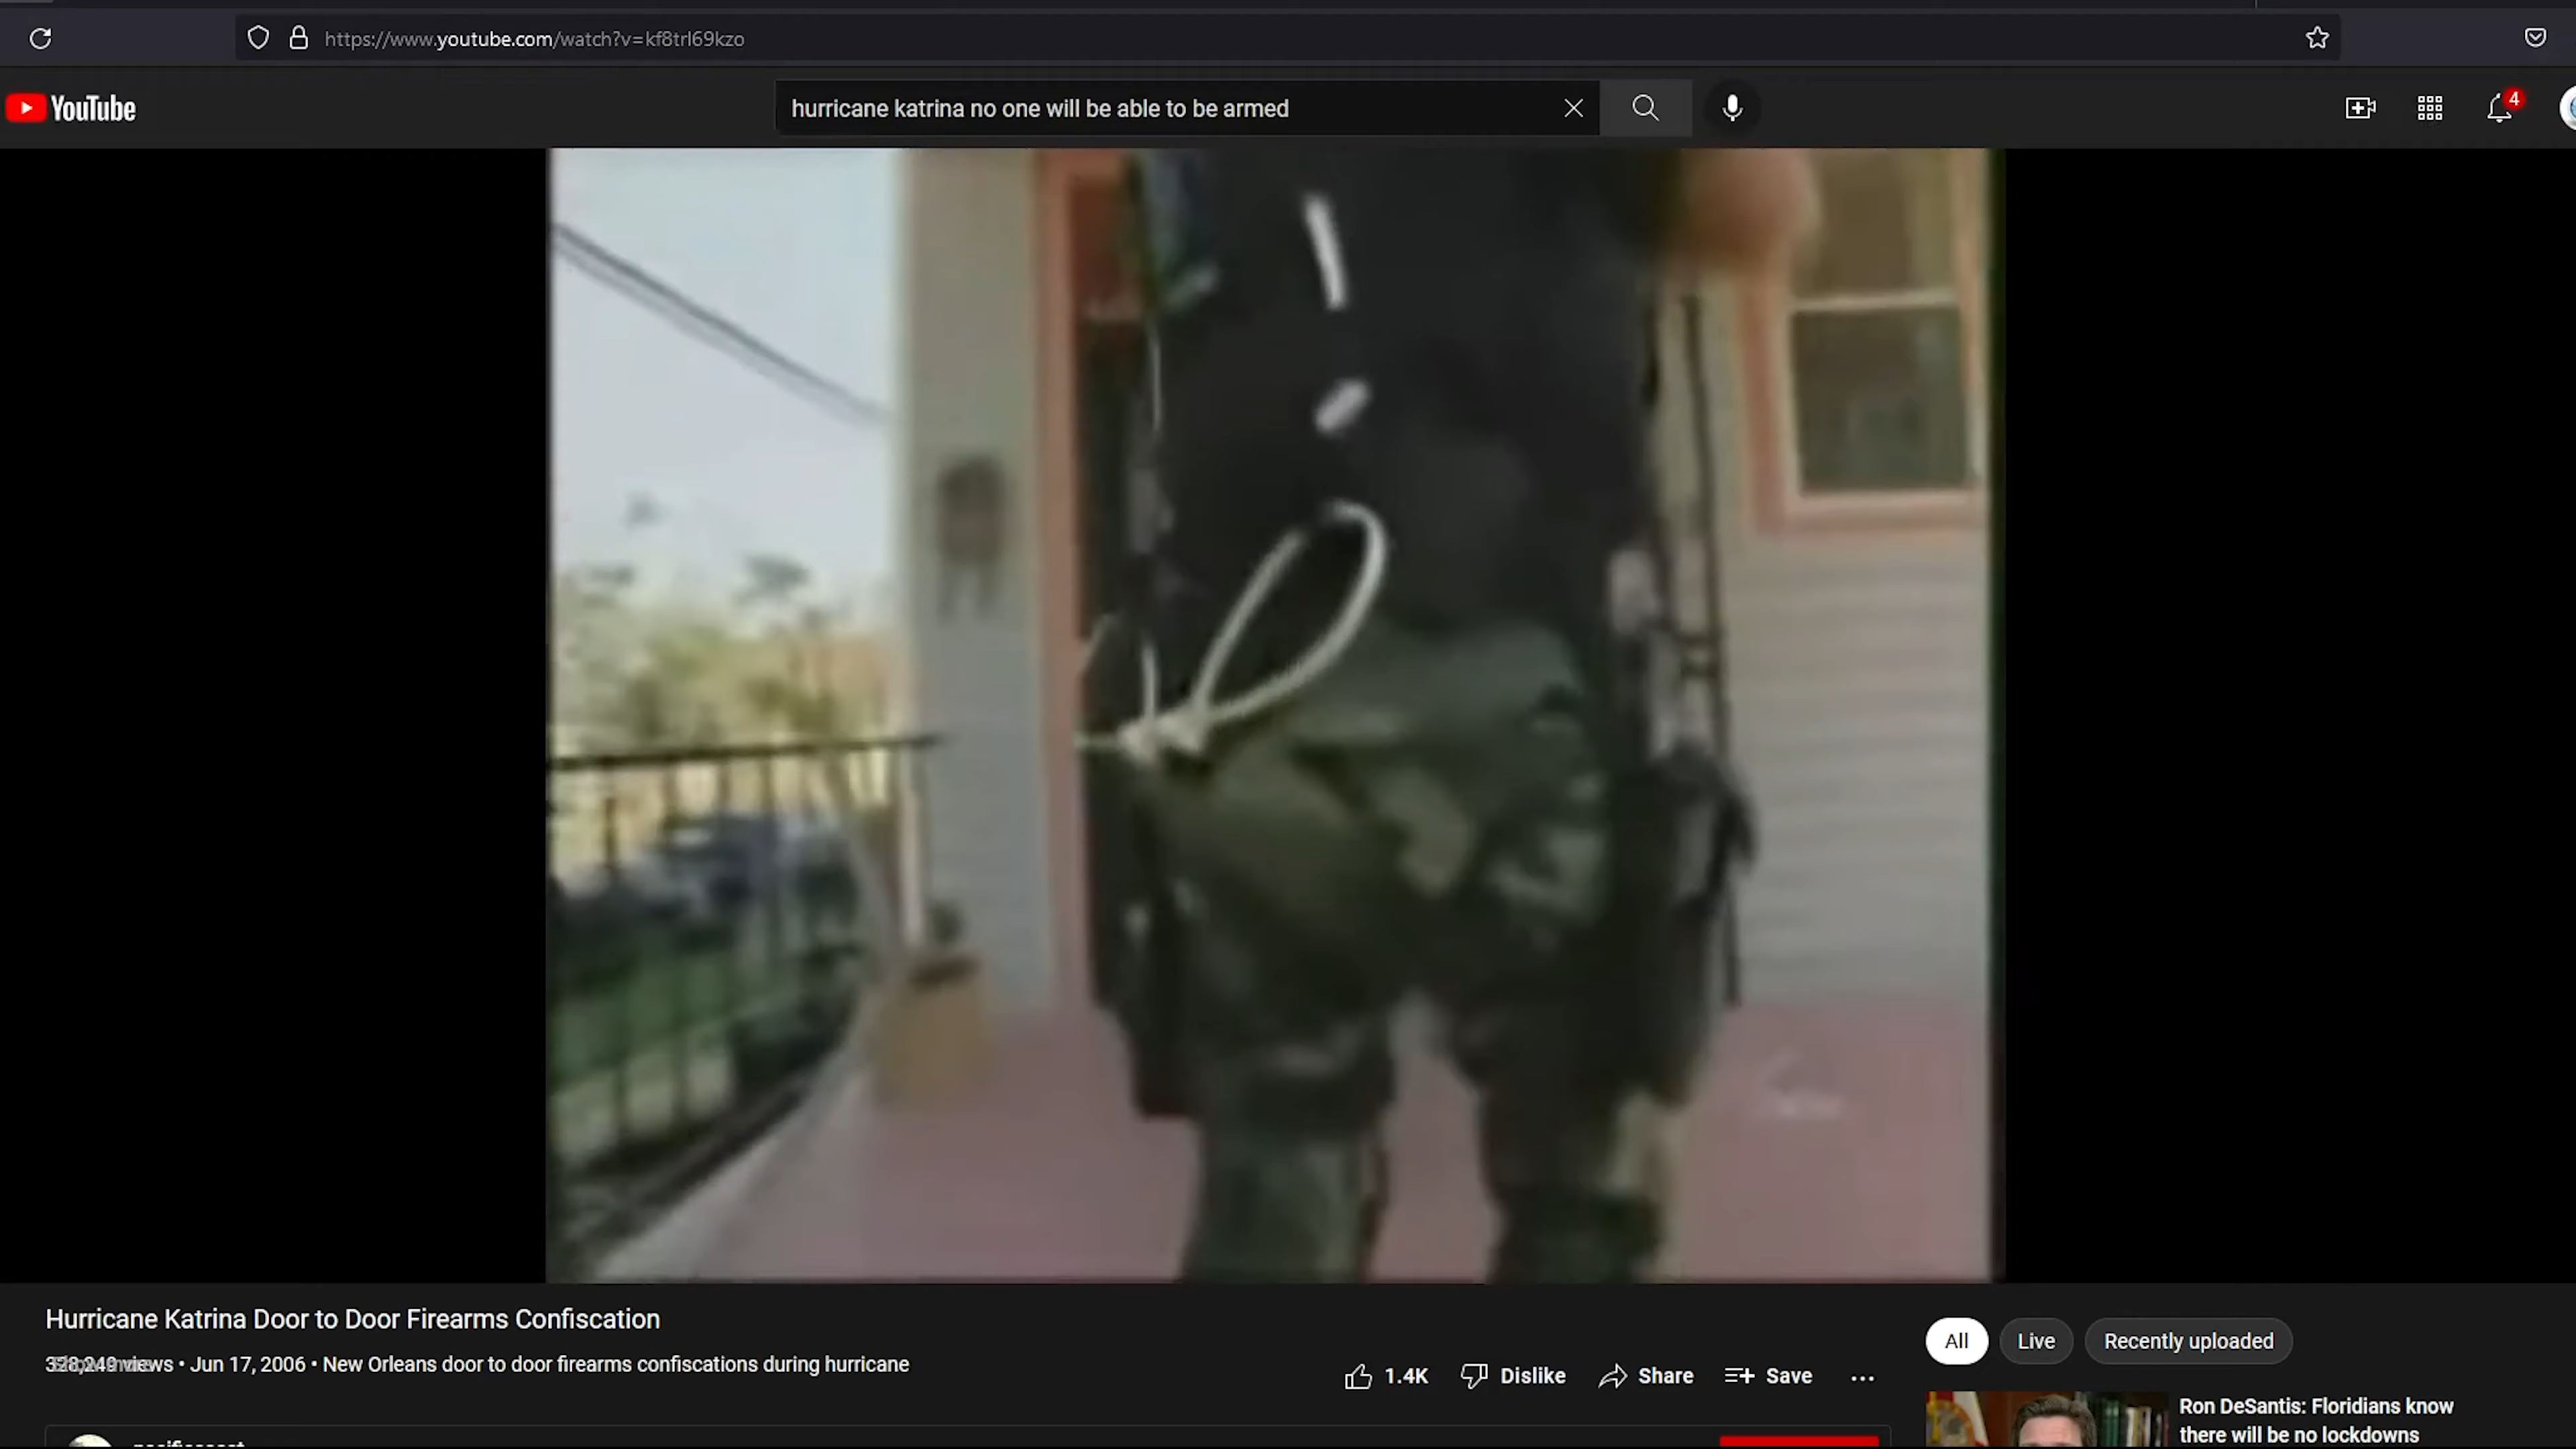 https://www.youtube.com/watch?v=kf8trl69kzo
YouTube
hurricane katrina no one will be able to be armed
4
Hurricane Katrina Door to Door Firearms Confiscation
views • Jun 17, 2006 • New Orleans door to door firearms confiscations during hurricane
1.4K Dislike Share Save
All Live Recently uploaded
Ron DeSantis: Floridians know
there will be no lockdowns